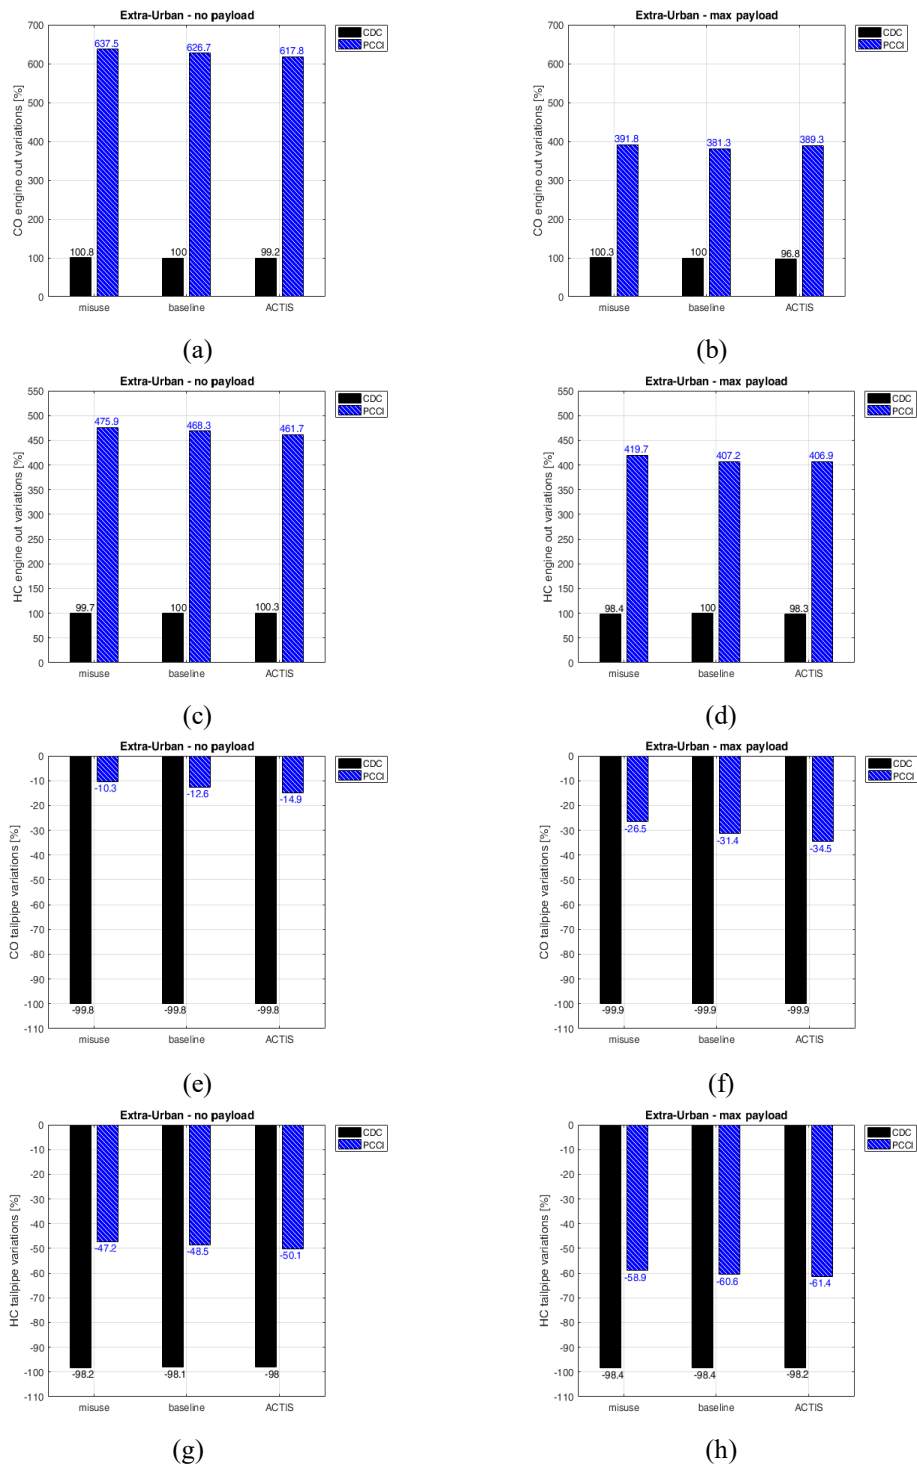 Extra-Urban - no payload
CO engine out variations [%]
700
600
500
400
300
200
100
0
637.5
626.7
617.8
100.8
100
99.2
misuse
baseline
ACTIS
CDC
PCCI
(a)
Extra-Urban - max payload
CO engine out variations [%]
700
600
500
400
300
200
100
0
391.8
381.3
389.3
100.3
100
96.8
misuse
baseline
ACTIS
CDC
PCCI
(b)
Extra-Urban - no payload
HC engine out variations [%]
550
500
450
400
350
300
250
200
150
100
50
0
475.9
468.3
461.7
99.7
100
100.3
misuse
baseline
ACTIS
CDC
PCCI
(c)
Extra-Urban - max payload
HC engine out variations [%]
550
500
450
400
350
300
250
200
150
100
50
0
419.7
407.2
406.9
98.4
100
98.3
misuse
baseline
ACTIS
CDC
PCCI
(d)
Extra-Urban - no payload
CO tailpipe variations [%]
0
-10
-20
-30
-40
-50
-60
-70
-80
-90
-100
-110
-10.3
-12.6
-14.9
-99.8
-99.8
-99.8
misuse
baseline
ACTIS
CDC
PCCI
(e)
Extra-Urban - max payload
CO tailpipe variations [%]
0
-10
-20
-30
-40
-50
-60
-70
-80
-90
-100
-110
-26.5
-31.4
-34.5
-99.9
-99.9
-99.9
misuse
baseline
ACTIS
CDC
PCCI
(f)
Extra-Urban - no payload
HC tailpipe variations [%]
0
-10
-20
-30
-40
-50
-60
-70
-80
-90
-100
-110
-47.2
-48.5
-50.1
-98.2
-98.1
-98
misuse
baseline
ACTIS
CDC
PCCI
(g)
Extra-Urban - max payload
HC tailpipe variations [%]
0
-10
-20
-30
-40
-50
-60
-70
-80
-90
-100
-110
-58.9
-60.6
-61.4
-98.4
-98.4
-98.2
misuse
baseline
ACTIS
CDC
PCCI
(h)